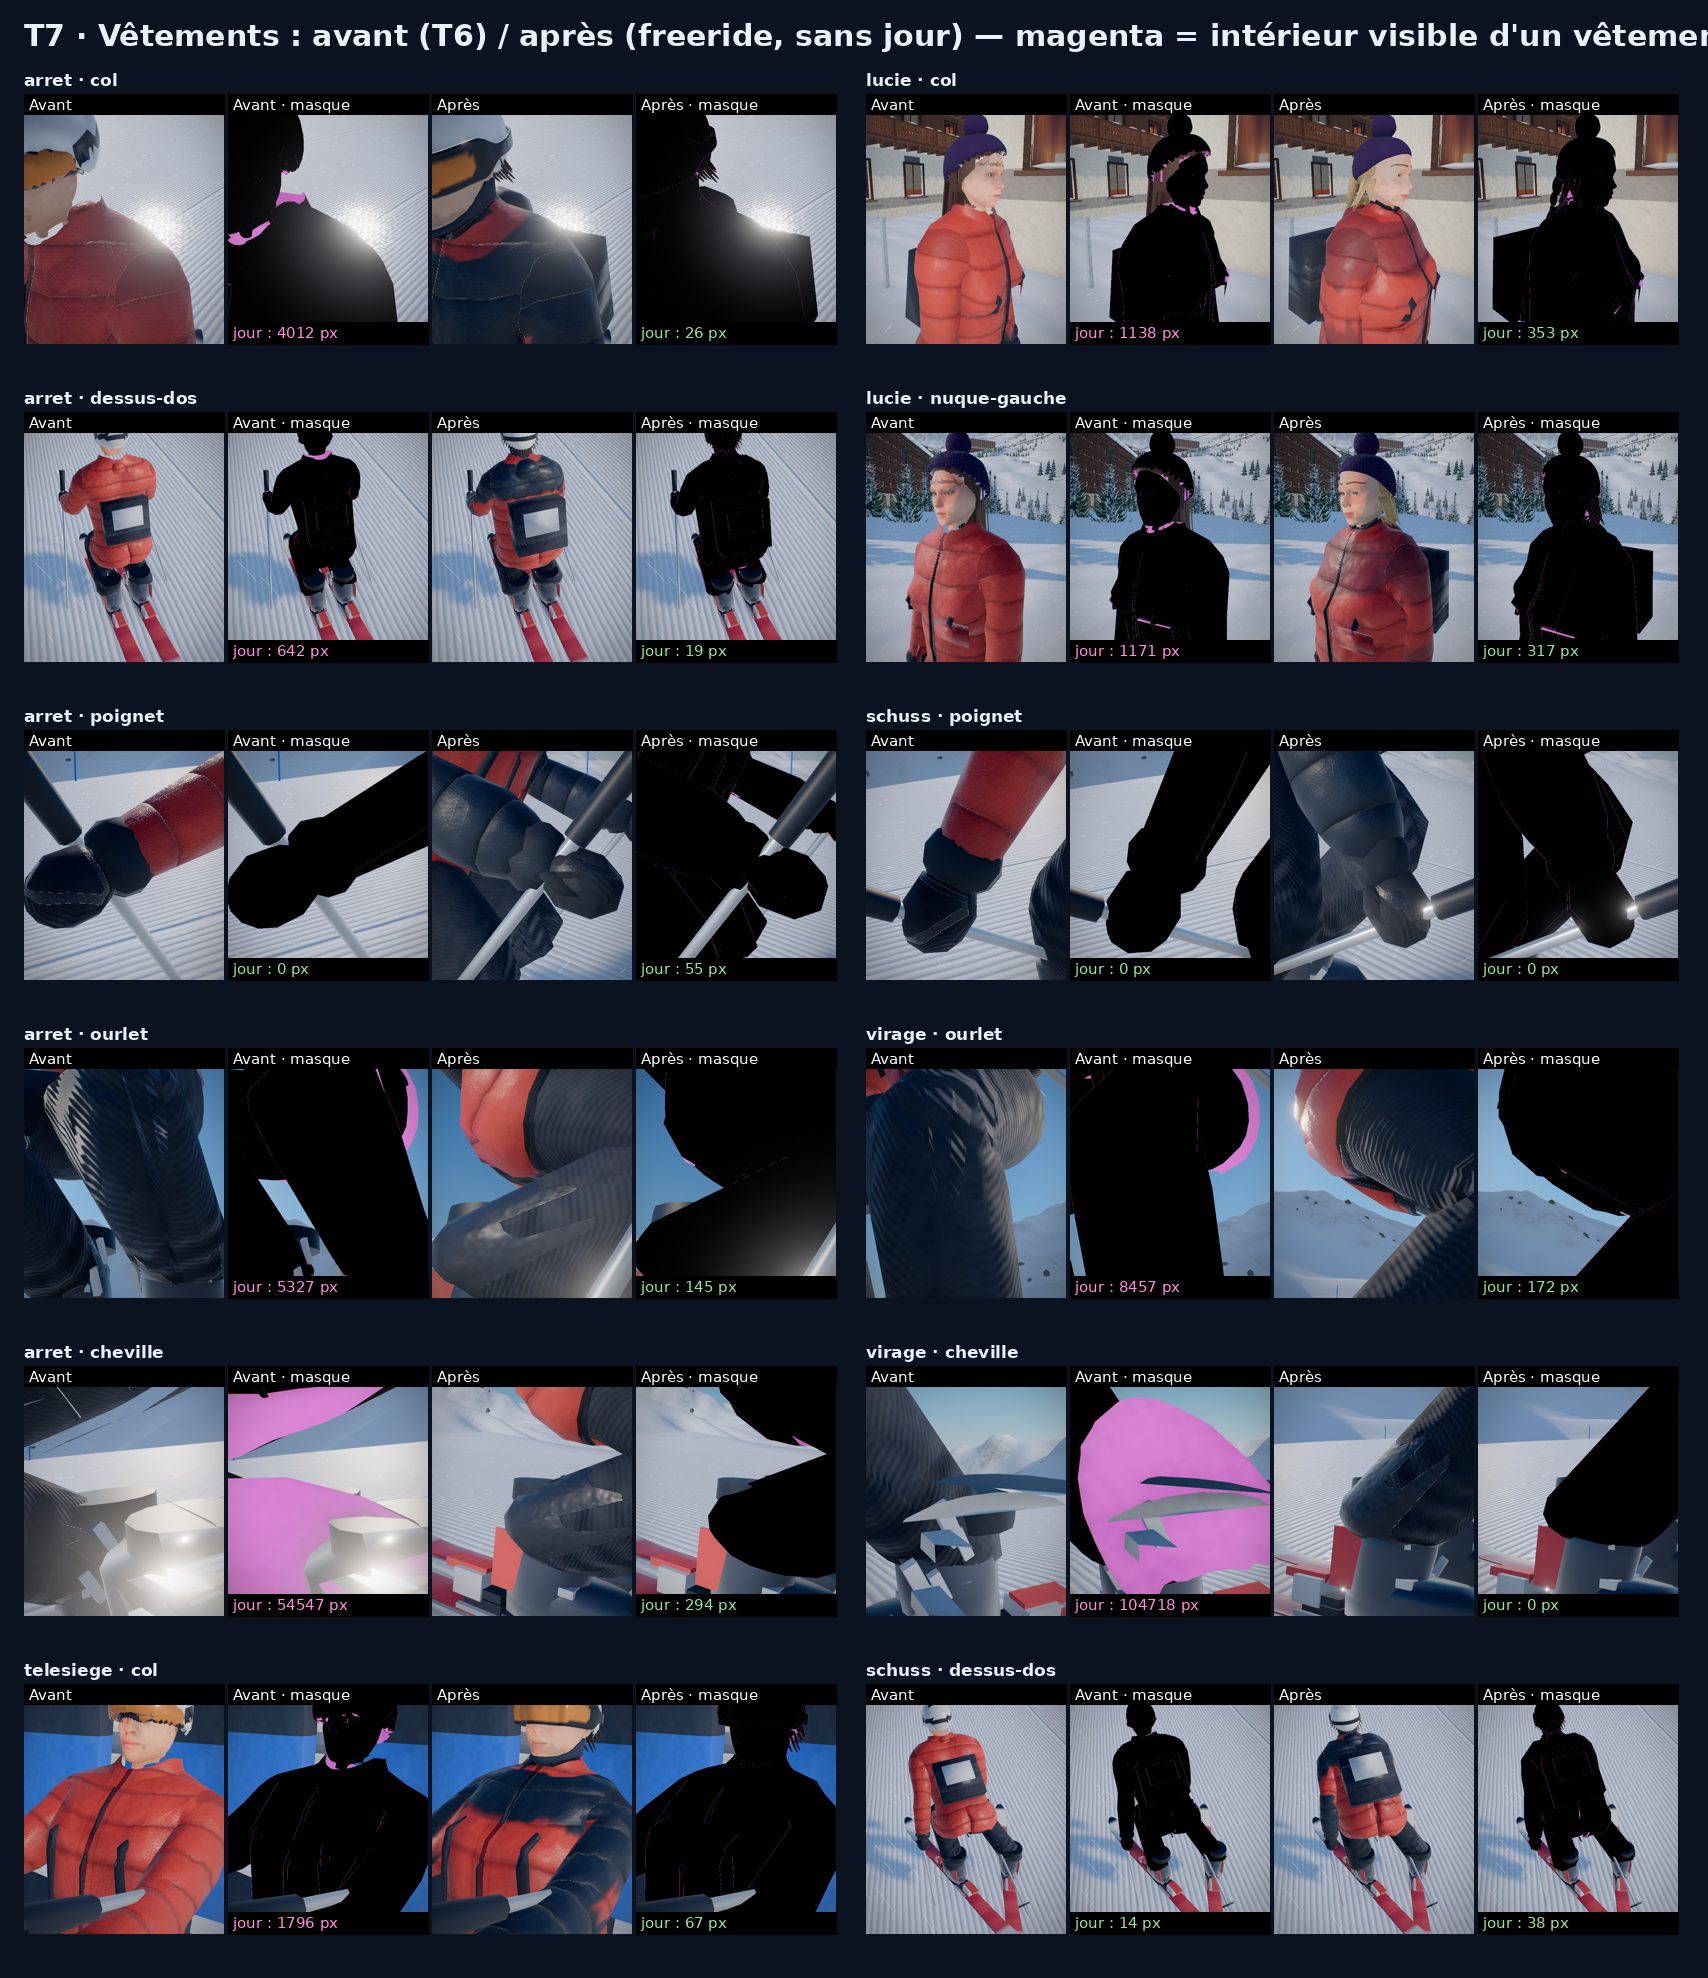 T7 · Vêtements : avant (T6) / après (freeride, sans jour) — magenta = intérieur visible d'un vêtemen
arret · col
Avant
Avant · masque
Après
Après · masque
jour : 4012 px
jour : 26 px
lucie · col
Avant
Avant · masque
Après
Après · masque
jour : 1138 px
jour : 353 px
arret · dessus-dos
Avant
Avant · masque
Après
Après · masque
jour : 642 px
jour : 19 px
lucie · nuque-gauche
Avant
Avant · masque
Après
Après · masque
jour : 1171 px
jour : 317 px
arret · poignet
Avant
Avant · masque
Après
Après · masque
jour : 0 px
jour : 55 px
schuss · poignet
Avant
Avant · masque
Après
Après · masque
jour : 0 px
jour : 0 px
arret · ourlet
Avant
Avant · masque
Après
Après · masque
jour : 5327 px
jour : 145 px
virage · ourlet
Avant
Avant · masque
Après
Après · masque
jour : 8457 px
jour : 172 px
arret · cheville
Avant
Avant · masque
Après
Après · masque
jour : 54547 px
jour : 294 px
virage · cheville
Avant
Avant · masque
Après
Après · masque
jour : 104718 px
jour : 0 px
telesiege · col
Avant
Avant · masque
Après
Après · masque
jour : 1796 px
jour : 67 px
schuss · dessus-dos
Avant
Avant · masque
Après
Après · masque
jour : 14 px
jour : 38 px